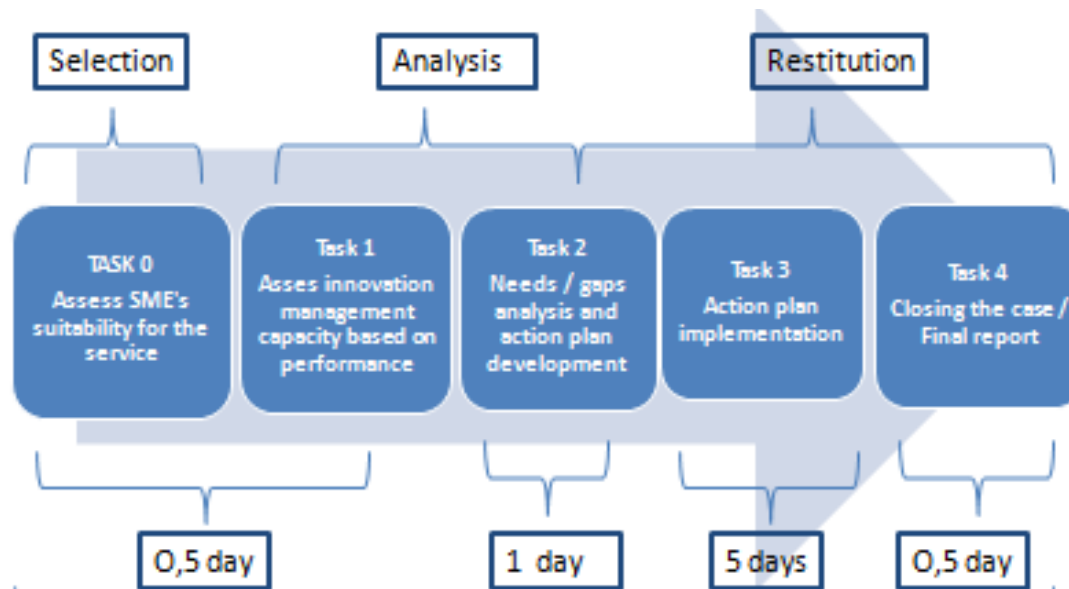 Selection
Analysis
Restitution
TASK 0
Assess SME's
suitability for the
service
Task 1
Asses innovation
management
capacity based on
performance
Task 2
Needs / gaps
analysis and
action plan
development
Task 3
Action plan
implementation
Task 4
Closing the case /
Final report
O,5 day
1 day
5 days
O,5 day